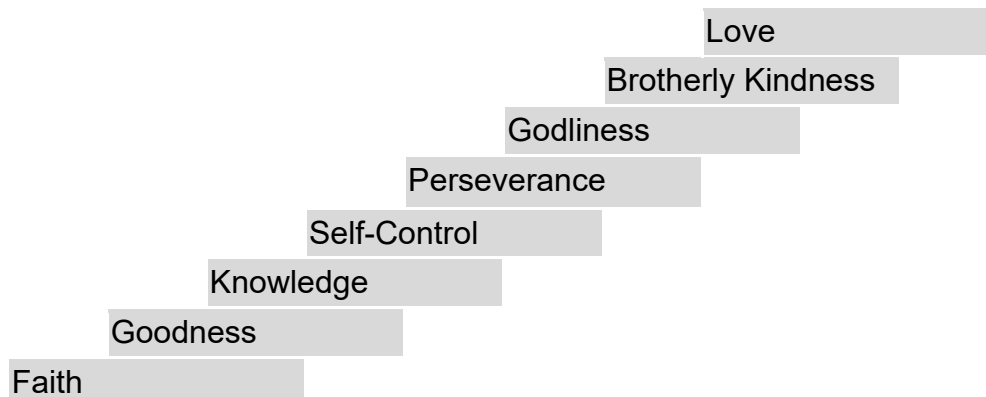 Love
Brotherly Kindness
Godliness
Perseverance
Self-Control
Knowledge
Goodness
Faith